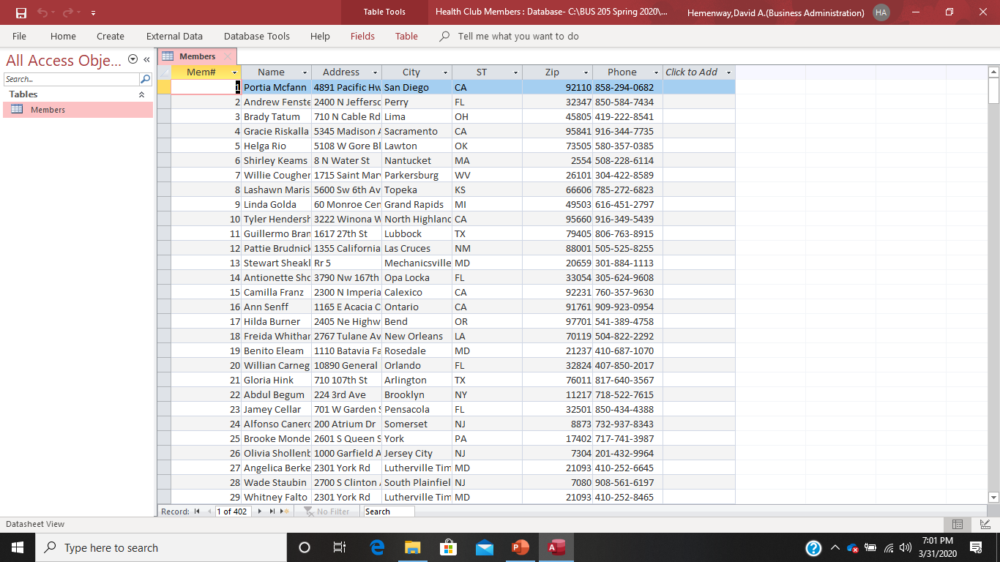 Table Tools
Health Club Members : Database- C:\BUS 205 Spring 2020\...
Hemenway,David A.(Business Administration)
HA
File Home Create External Data Database Tools Help Fields Table Tell me what you want to do
All Access Obje...
Search...
Tables
Members
Members
Mem# Name Address City ST Zip Phone Click to Add
1 Portia Mcfann 4891 Pacific Hw San Diego CA 92110 858-294-0682
2 Andrew Fenste 2400 N Jefferso Perry FL 32347 850-584-7434
3 Brady Tatum 710 N Cable Rd Lima OH 45805 419-222-8541
4 Gracie Riskalla 5345 Madison A Sacramento CA 95841 916-344-7735
5 Helga Rio 5108 W Gore Bl Lawton OK 73505 580-357-0385
6 Shirley Keams 8 N Water St Nantucket MA 2554 508-228-6114
7 Willie Cougher 1715 Saint Mary Parkersburg WV 26101 304-422-8589
8 Lashawn Maris 5600 Sw 6th Av Topeka KS 66606 785-272-6823
9 Linda Golda 60 Monroe Cen Grand Rapids MI 49503 616-451-2797
10 Tyler Hendersh 3222 Winona W North Highland CA 95660 916-349-5439
11 Guillermo Bran 1617 27th St Lubbock TX 79405 806-763-8915
12 Pattie Brudnick 1355 California Las Cruces NM 88001 505-525-8255
13 Stewart Sheakl Rr 5 Mechanicsville MD 20659 301-884-1113
14 Antionette Sho 3790 Nw 167th Opa Locka FL 33054 305-624-9608
15 Camilla Franz 2300 N Imperia Calexico CA 92231 760-357-9630
16 Ann Senff 1165 E Acacia C Ontario CA 91761 909-923-0954
17 Hilda Burner 2405 Ne Highw Bend OR 97701 541-389-4758
18 Freida Whithar 2767 Tulane Av New Orleans LA 70119 504-822-2292
19 Benito Eleam 1110 Batavia Fa Rosedale MD 21237 410-687-1070
20 Willian Carneg 10890 General Orlando FL 32824 407-850-2017
21 Gloria Hink 710 107th St Arlington TX 76011 817-640-3567
22 Abdul Begum 224 3rd Ave Brooklyn NY 11217 718-522-7615
23 Jamey Cellar 701 W Garden S Pensacola FL 32501 850-434-4388
24 Alfonso Canero 200 Atrium Dr Somerset NJ 8873 732-937-8343
25 Brooke Monde 2601 S Queen S York PA 17402 717-741-3987
26 Olivia Shollenb 1000 Garfield A Jersey City NJ 7304 201-432-9964
27 Angelica Berke 2301 York Rd Lutherville Tim MD 21093 410-252-6645
28 Wade Staubin 2700 S Clinton A South Plainfiel NJ 7080 908-561-6197
29 Whitney Falto 2301 York Rd Lutherville Tim MD 21093 410-252-8465
Record: 1 of 402 No Filter Search
Datasheet View
Type here to search
7:01 PM
3/31/2020